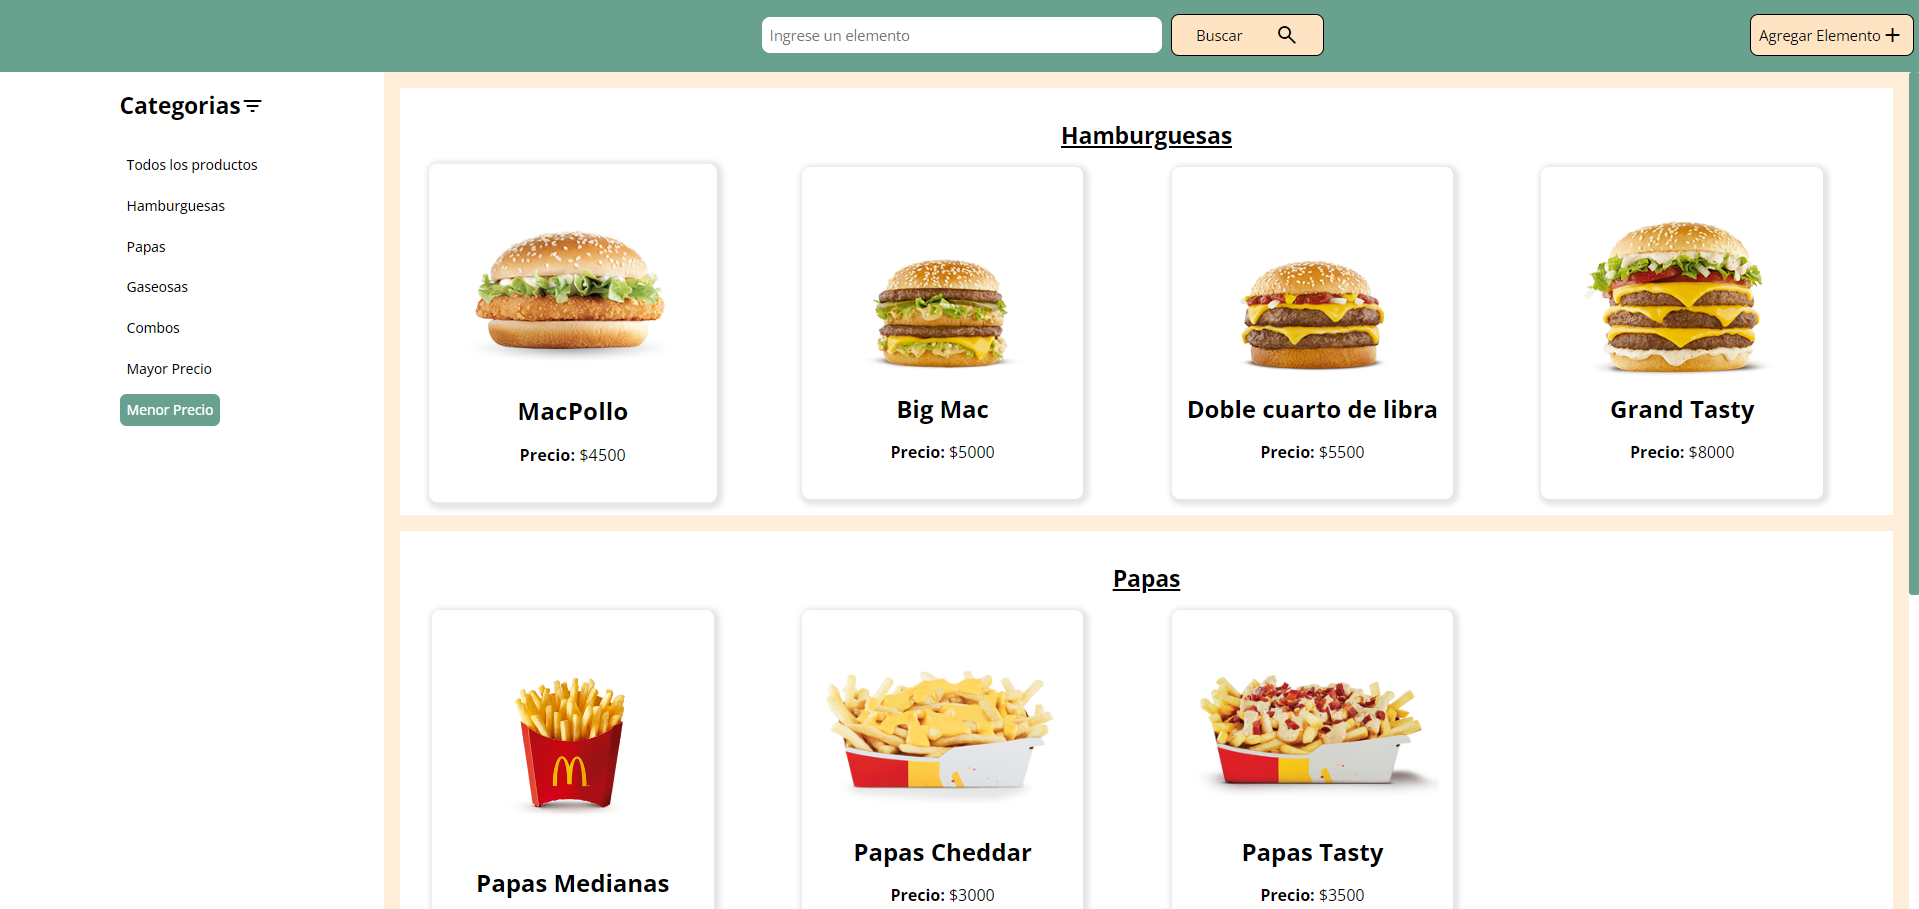 Ingrese un elemento
Buscar
Agregar Elemento
Categorias
Todos los productos
Hamburguesas
Papas
Gaseosas
Combos
Mayor Precio
Menor Precio
Hamburguesas
MacPollo
Precio: $4500
Big Mac
Precio: $5000
Doble cuarto de libra
Precio: $5500
Grand Tasty
Precio: $8000
Papas
Papas Medianas
Papas Cheddar
Precio: $3000
Papas Tasty
Precio: $3500